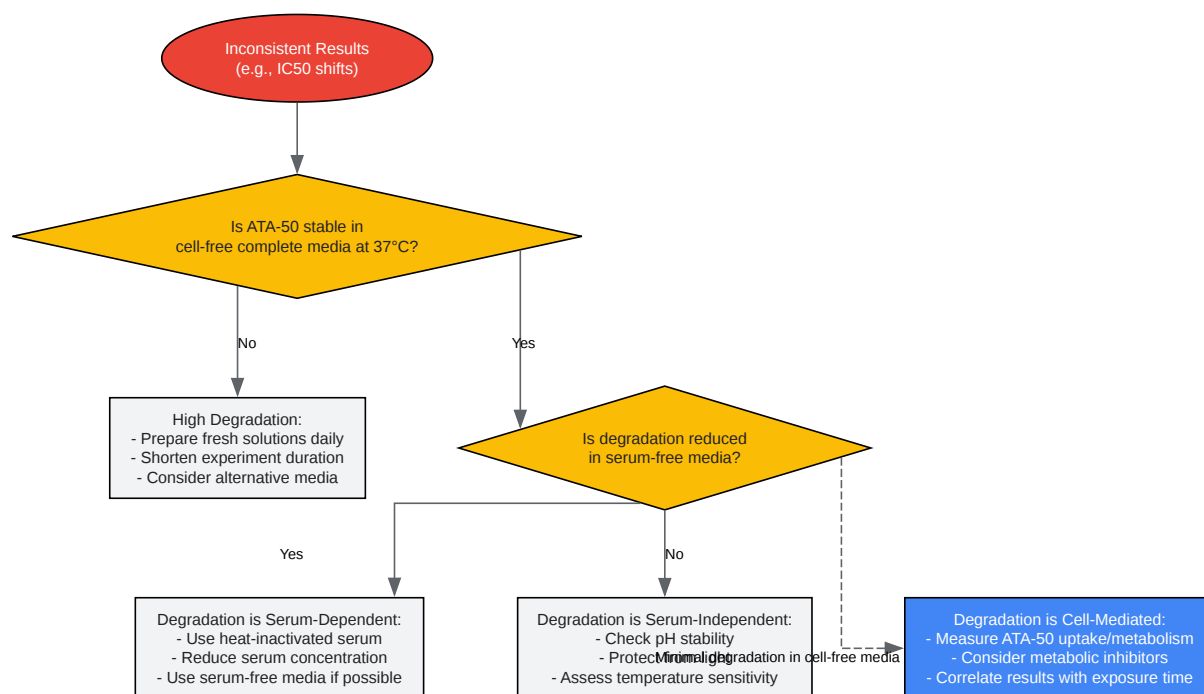 Inconsistent Results
(e.g., IC50 shifts)
Is ATA-50 stable in
cell-free complete media at 37°C?
No
Yes
High Degradation:
- Prepare fresh solutions daily
- Shorten experiment duration
- Consider alternative media
Is degradation reduced
in serum-free media?
Yes
No
Minimal degradation in cell-free media
Degradation is Serum-Dependent:
- Use heat-inactivated serum
- Reduce serum concentration
- Use serum-free media if possible
Degradation is Serum-Independent:
- Check pH stability
- Protect from light
- Assess temperature sensitivity
Degradation is Cell-Mediated:
- Measure ATA-50 uptake/metabolism
- Consider metabolic inhibitors
- Correlate results with exposure time